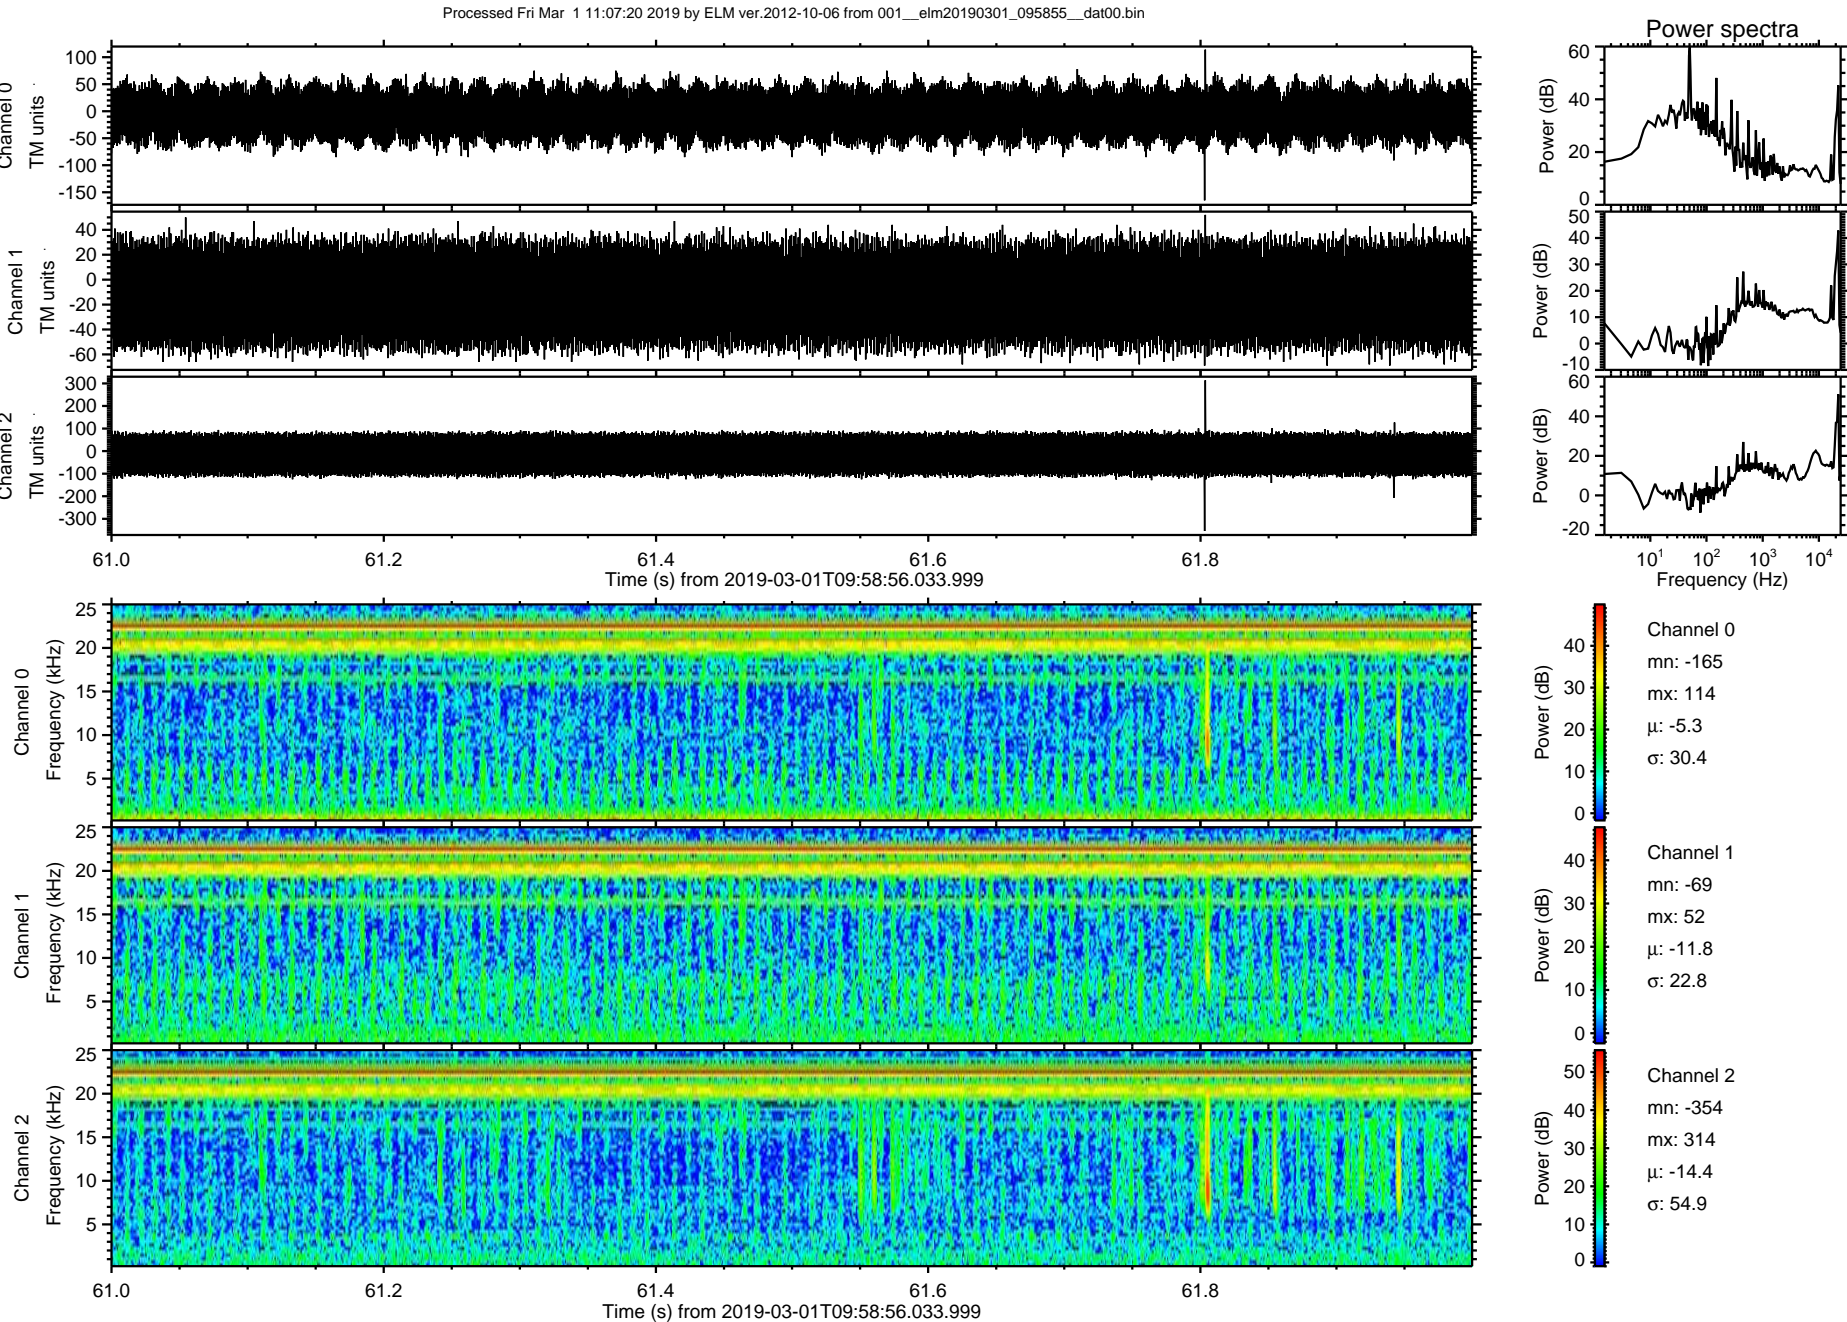 Processed Fri Mar  1 11:07:20 2019 by ELM ver.2012-10-06 from 001__elm20190301_095855__dat00.bin
Power spectra
Channel 0
TM units
100
50
0
-50
-100
-150
Power (dB)
60
40
20
0
Channel 1
TM units
40
20
0
-20
-40
-60
Power (dB)
50
40
30
20
10
0
-10
Channel 2
TM units
300
200
100
0
-100
-200
-300
Power (dB)
60
40
20
0
-20
61.0 61.2 61.4 61.6 61.8
Time (s) from 2019-03-01T09:58:56.033.999
10^1 10^2 10^3 10^4
Frequency (Hz)
Channel 0
Frequency (kHz)
25
20
15
10
5
Power (dB)
40
30
20
10
0
Channel 0
mn: -165
mx: 114
μ: -5.3
σ: 30.4
Channel 1
Frequency (kHz)
25
20
15
10
5
Power (dB)
40
30
20
10
0
Channel 1
mn: -69
mx: 52
μ: -11.8
σ: 22.8
Channel 2
Frequency (kHz)
25
20
15
10
5
Power (dB)
50
40
30
20
10
0
Channel 2
mn: -354
mx: 314
μ: -14.4
σ: 54.9
61.0 61.2 61.4 61.6 61.8
Time (s) from 2019-03-01T09:58:56.033.999